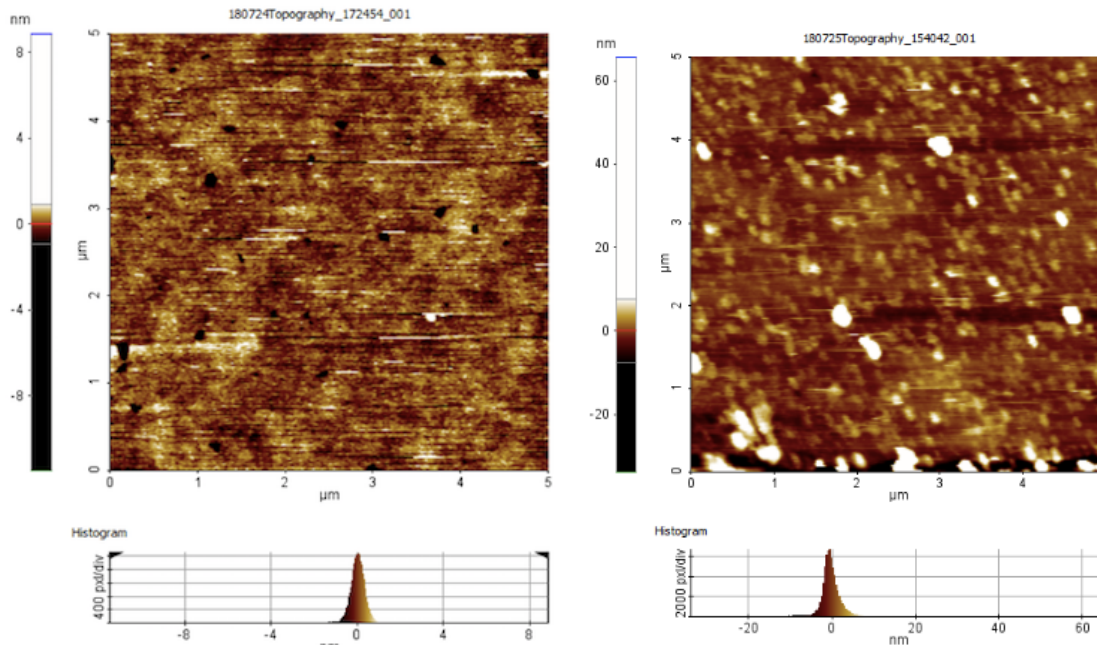 180724Topography_172454_001
nm
8
4
0
-4
-8
5
4
3
2
1
0
µm
0 1 2 3 4 5
µm
Histogram
400 pxl/div
-8 -4 0 4 8
nm
180725Topography_154042_001
nm
60
40
20
0
-20
5
4
3
2
1
0
µm
0 1 2 3 4
µm
Histogram
2000 pxl/div
-20 0 20 40 60
nm